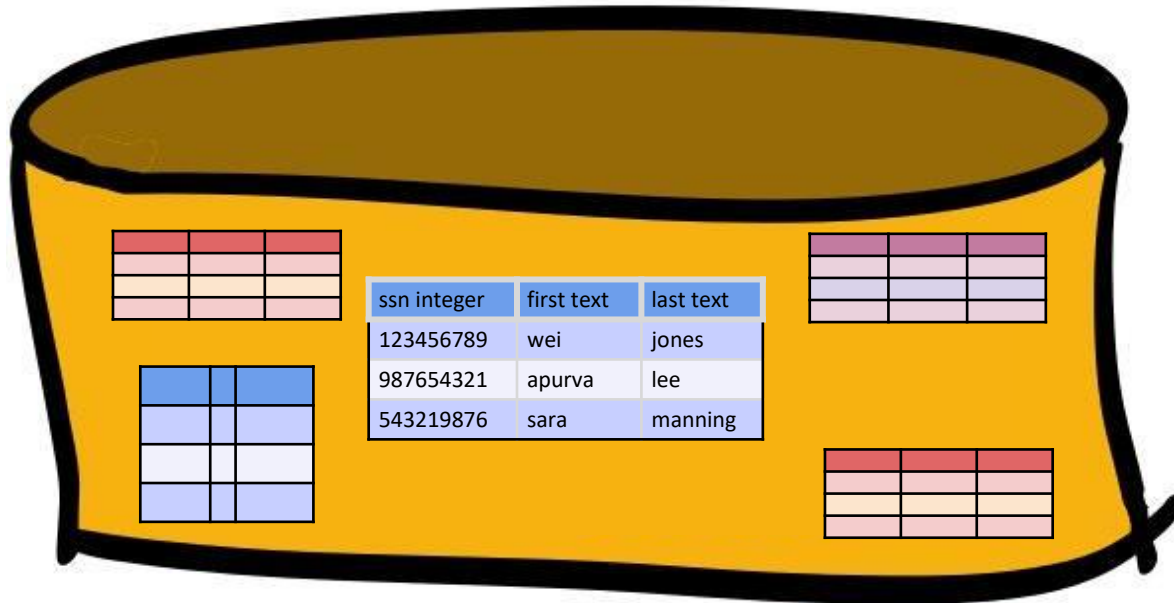 ssn integer first text last text
123456789 wei jones
987654321 apurva lee
543219876 sara manning